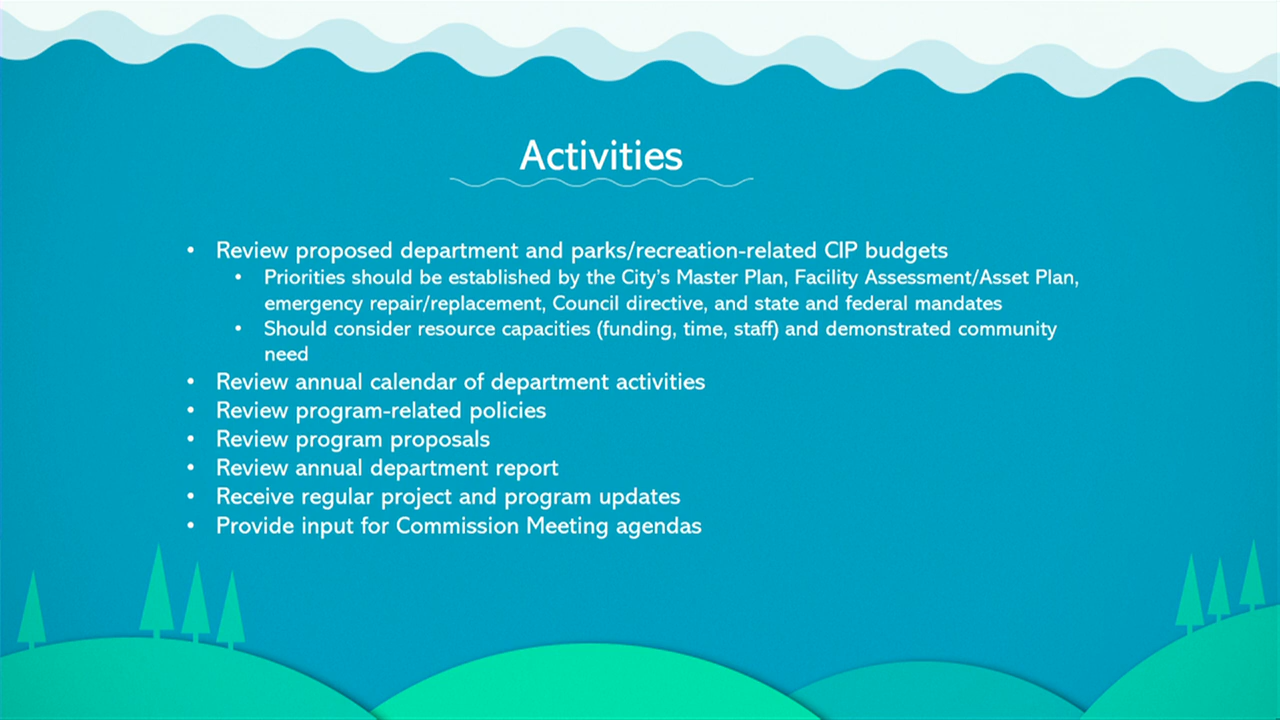 Activities
• Review proposed department and parks/recreation-related CIP budgets
• Priorities should be established by the City's Master Plan, Facility Assessment/Asset Plan,
emergency repair/replacement, Council directive, and state and federal mandates
• Should consider resource capacities (funding, time, staff) and demonstrated community
need
• Review annual calendar of department activities
• Review program-related policies
• Review program proposals
• Review annual department report
• Receive regular project and program updates
• Provide input for Commission Meeting agendas